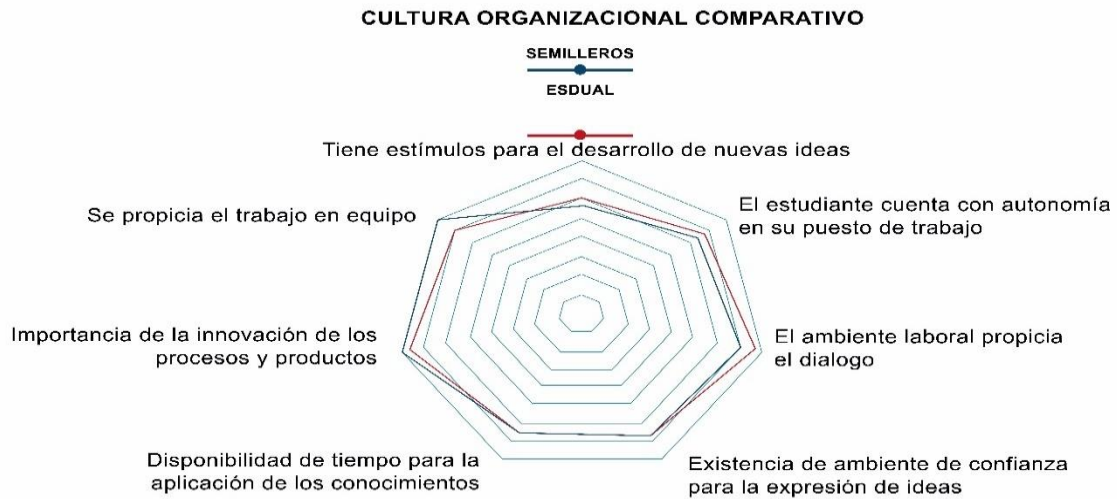 CULTURA ORGANIZACIONAL COMPARATIVO
SEMILLEROS
ESDUAL
Tiene estímulos para el desarrollo de nuevas ideas
El estudiante cuenta con autonomía
en su puesto de trabajo
El ambiente laboral propicia
el dialogo
Existencia de ambiente de confianza
para la expresión de ideas
Disponibilidad de tiempo para la
aplicación de los conocimientos
Importancia de la innovación de los
procesos y productos
Se propicia el trabajo en equipo